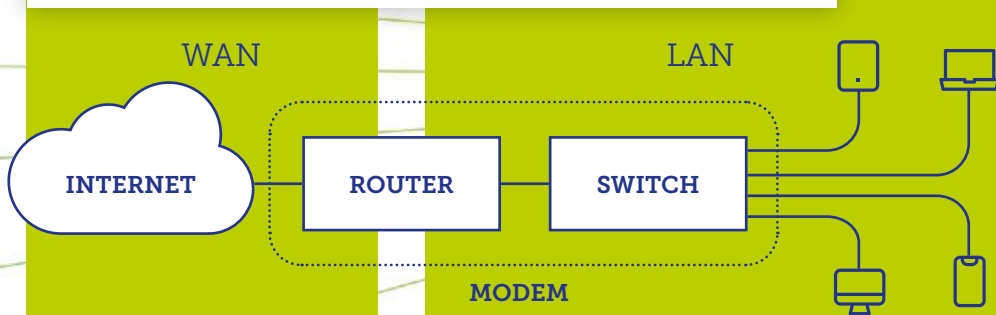 WAN
LAN
INTERNET
ROUTER
SWITCH
MODEM